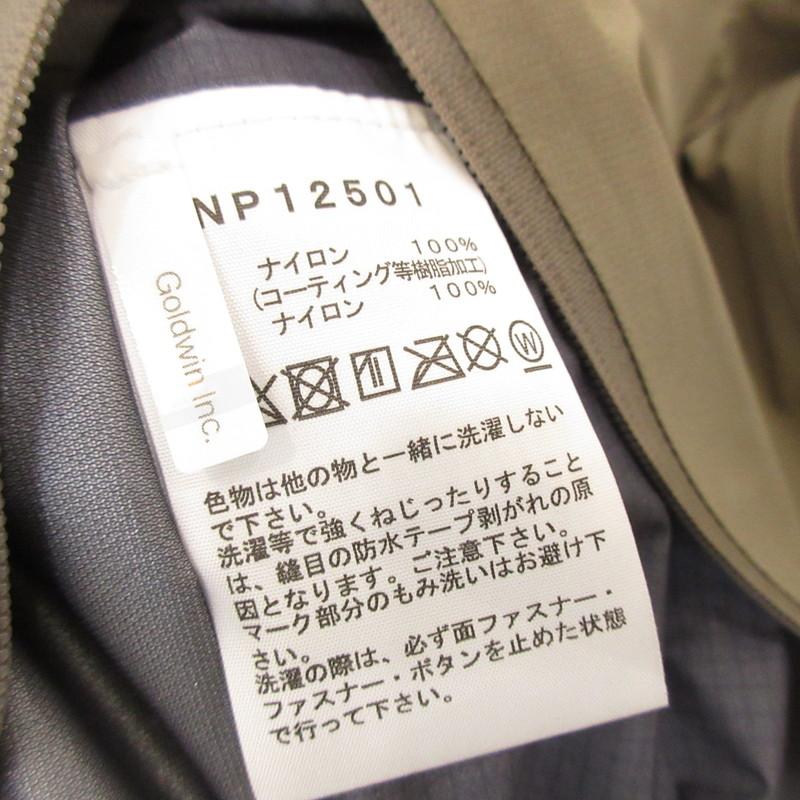 NP12501
ナイロン 100%
(コーティング等樹脂加工)
ナイロン 100%
Goldwin Inc.
W
色物は他の物と一緒に洗濯しない
で下さい。
洗濯等で強くねじったりすること
は、縫目の防水テープ剥がれの原
因となります。ご注意下さい。
マーク部分のもみ洗いはお避け下
さい。
洗濯の際は、必ず面ファスナー・
ファスナー・ボタンを止めた状態
で行って下さい。